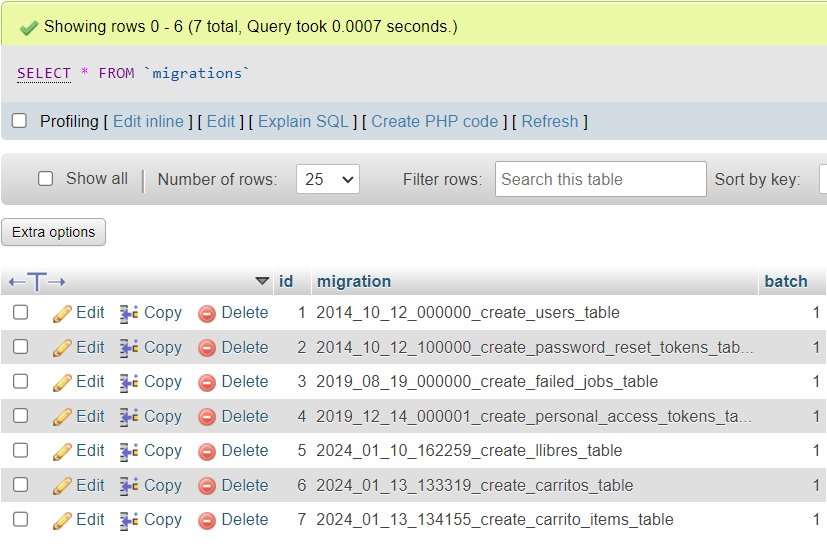 Showing rows 0 - 6 (7 total, Query took 0.0007 seconds.)
SELECT * FROM `migrations`
Profiling [ Edit inline ] [ Edit ] [ Explain SQL ] [ Create PHP code ] [ Refresh ]
Show all Number of rows: 25 Filter rows: Search this table Sort by key:
Extra options
←T→ id migration batch
Edit Copy Delete 1 2014_10_12_000000_create_users_table 1
Edit Copy Delete 2 2014_10_12_100000_create_password_reset_tokens_tab... 1
Edit Copy Delete 3 2019_08_19_000000_create_failed_jobs_table 1
Edit Copy Delete 4 2019_12_14_000001_create_personal_access_tokens_ta... 1
Edit Copy Delete 5 2024_01_10_162259_create_llibres_table 1
Edit Copy Delete 6 2024_01_13_133319_create_carritos_table 1
Edit Copy Delete 7 2024_01_13_134155_create_carrito_items_table 1